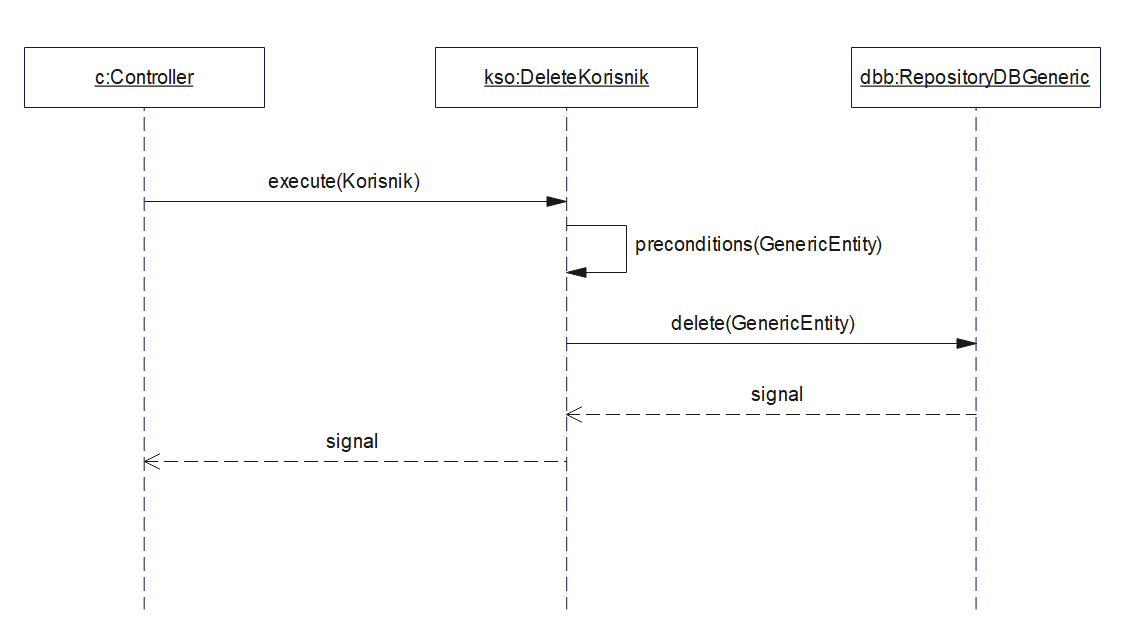 c:Controller
kso:DeleteKorisnik
dbb:RepositoryDBGeneric
execute(Korisnik)
preconditions(GenericEntity)
delete(GenericEntity)
signal
signal